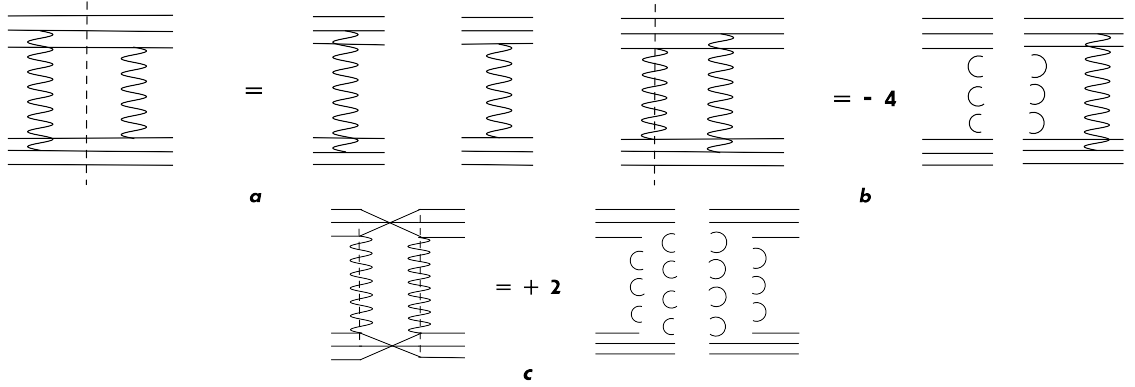 =
= - 4
a
b
= + 2
c